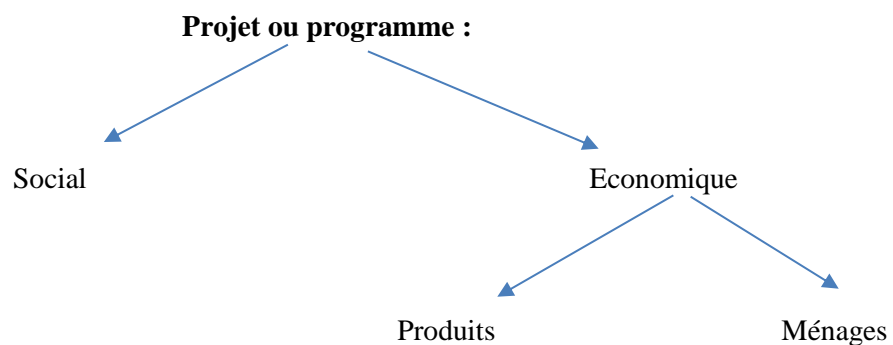 Projet ou programme :
Social
Economique
Produits
Ménages